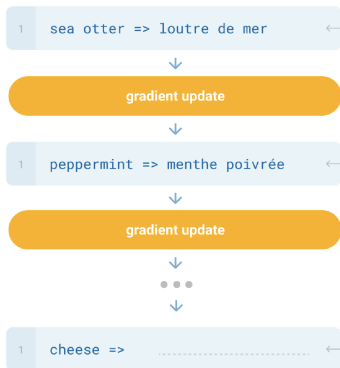 1 sea otter => loutre de mer ←
gradient update
1 peppermint => menthe poivrée ←
gradient update
1 cheese => ........................ ←